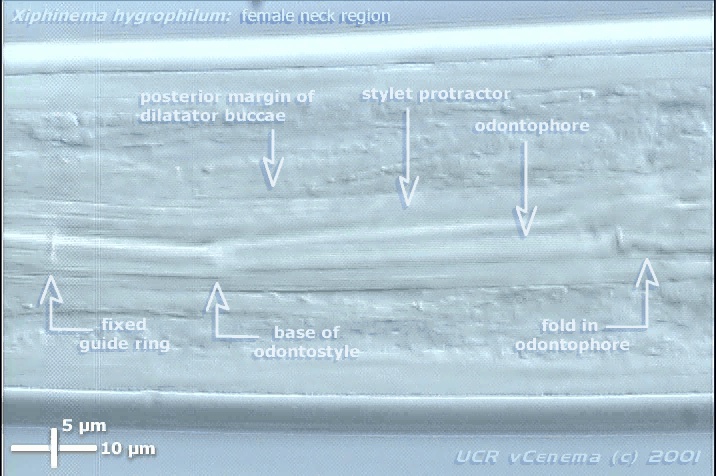 Xiphinema hygrophilum: female neck region
posterior margin of
dilatator buccae
stylet protractor
odontophore
fixed
guide ring
base of
odontostyle
fold in
odontophore
5 µm
10 µm
UCR vCenema (c) 2001